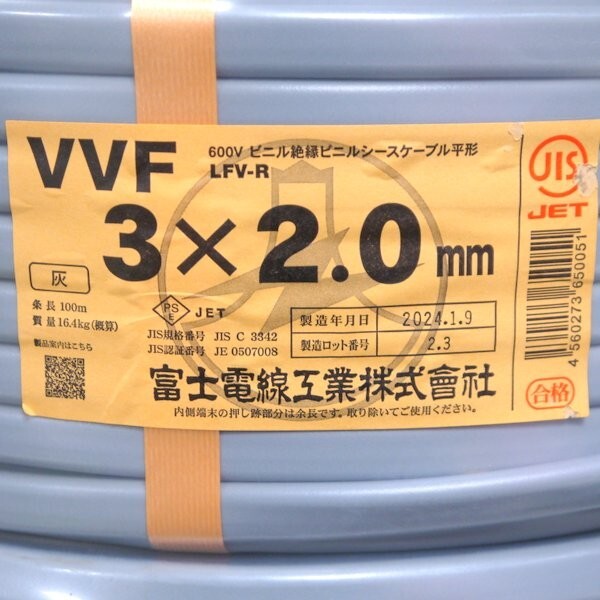 VVF
600V ビニル絶縁ビニルシースケーブル平形
LFV-R
3×2.0mm
灰
条長 100m
質量 16.4kg(概算)
製品案内はこちら
PS
E
JET
JIS規格番号 JIS C 3342
JIS認証番号 JE 0507008
製造年月日 2024.1.9
製造ロット番号 2.3
富士電線工業株式會社
内側端末の押し跡部分は余長です。取り除いてご使用ください。
JIS
JET
4560273650051
合格